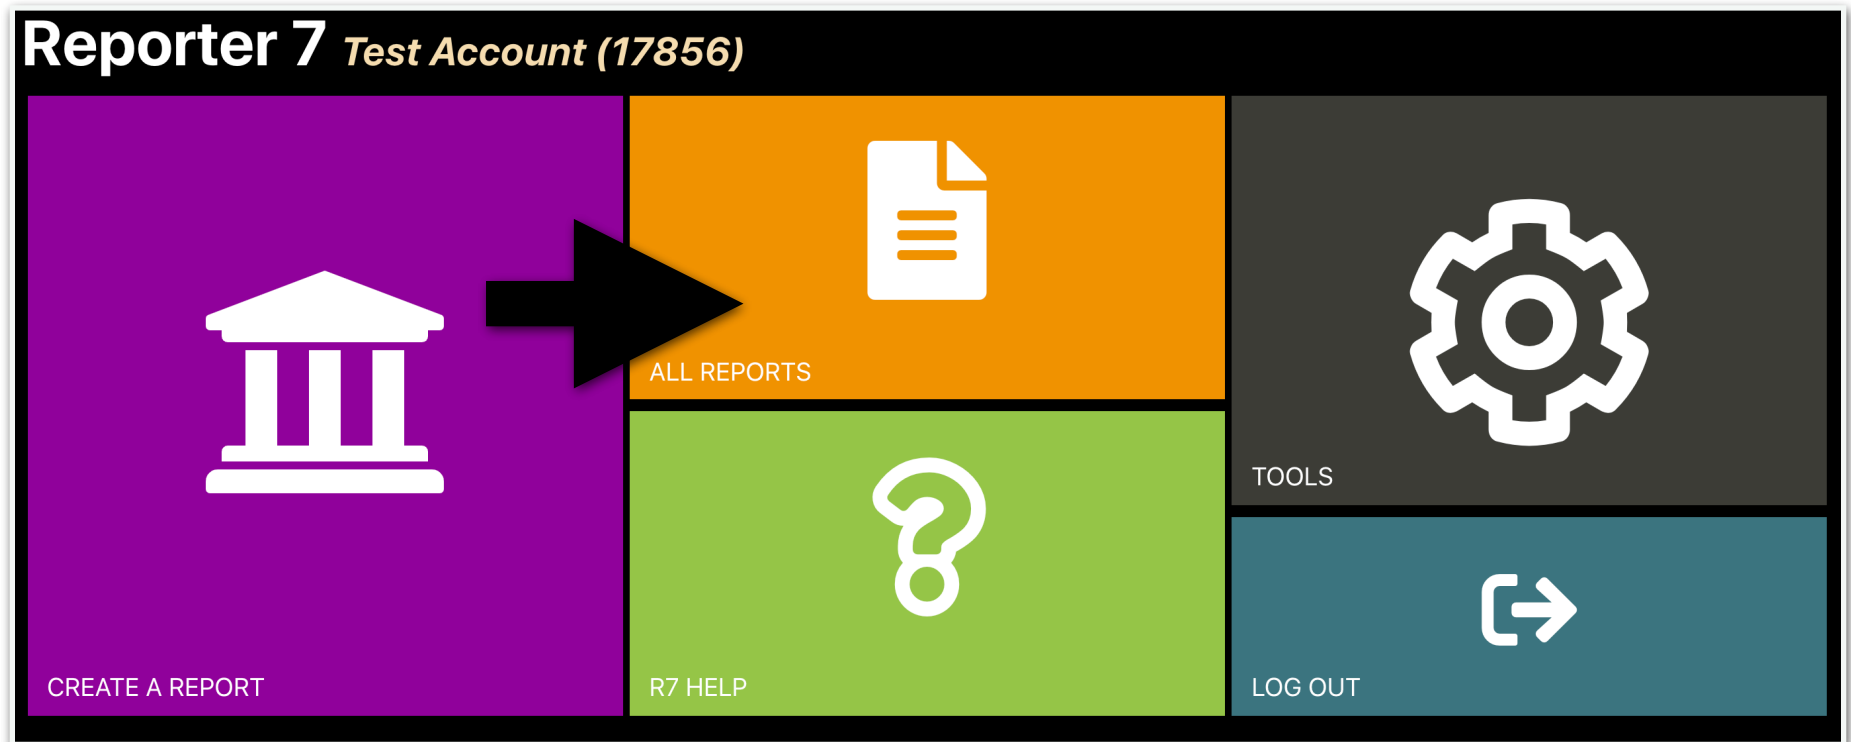 Reporter 7 Test Account (17856)
ALL REPORTS
TOOLS
CREATE A REPORT
R7 HELP
LOG OUT